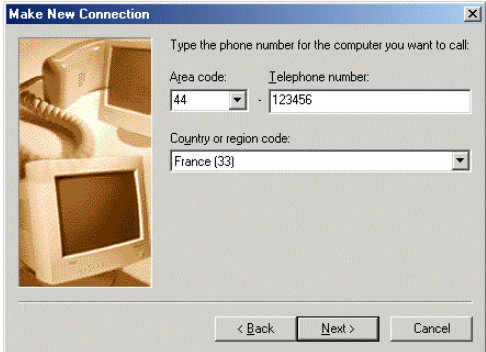 Make New Connection
Type the phone number for the computer you want to call:
Area code: Telephone number:
44 - 123456
Country or region code:
France (33)
< Back Next > Cancel